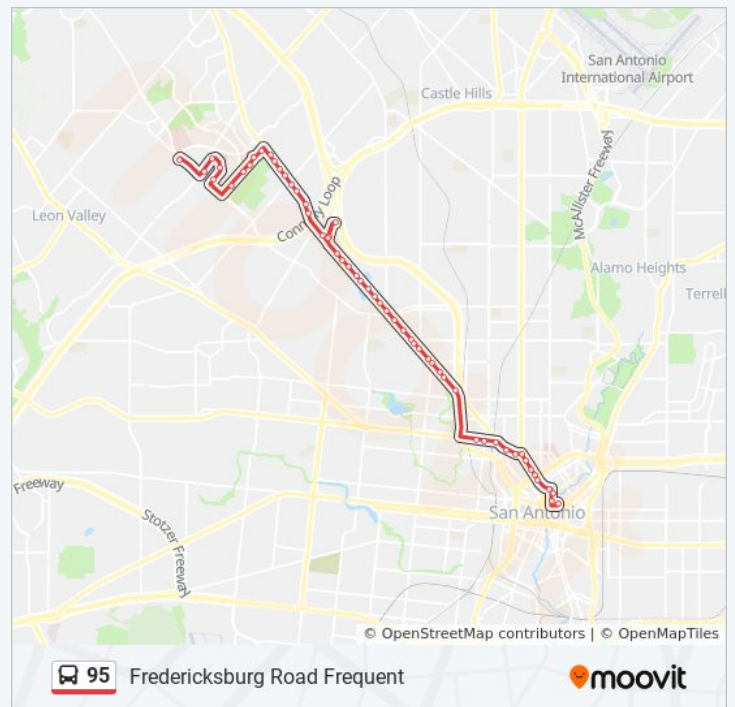 San Antonio
International Airport
Castle Hills
McAllister Freeway
Connally Loop
Leon Valley
Alamo Heights
Terrell
Freeway
Stotzer Freeway
San Antonio
© OpenStreetMap contributors | © OpenMapTiles
95 Fredericksburg Road Frequent
moovit